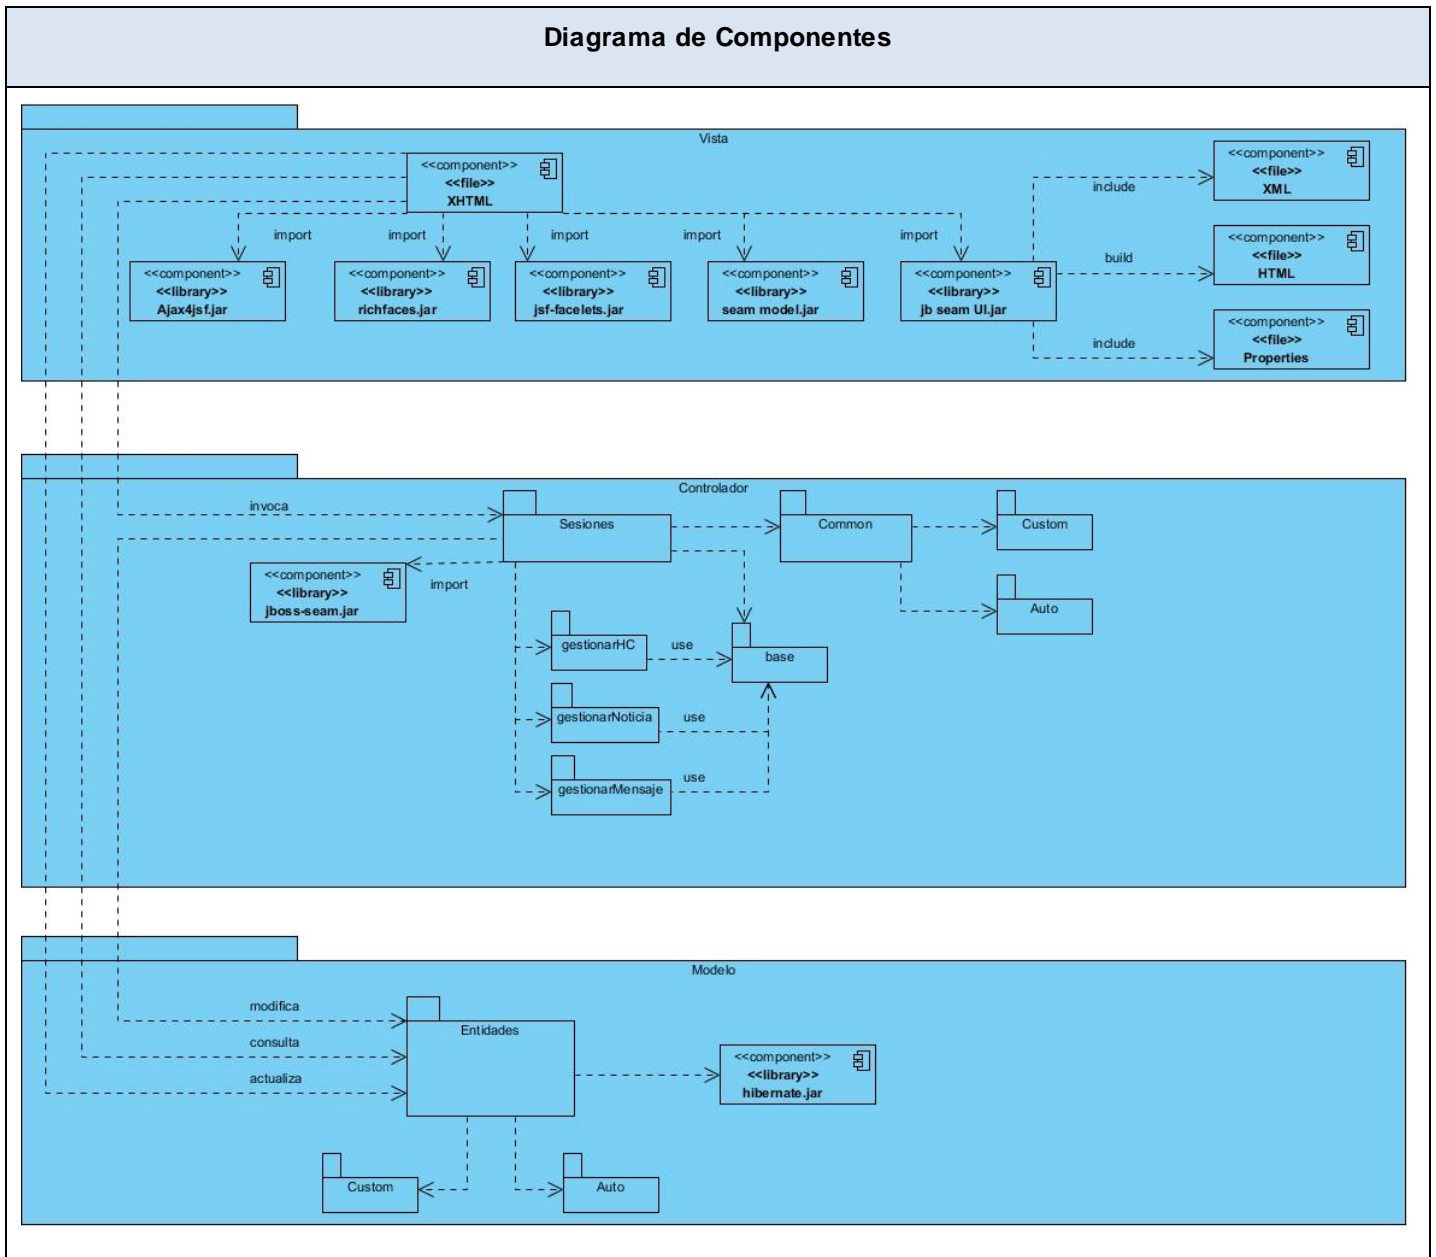 Diagrama de Componentes
Vista
<<component>>
<<file>>
XHTML
<<component>>
<<file>>
XML
include
import
import
import
import
import
<<component>>
<<library>>
Ajax4jsf.jar
<<component>>
<<library>>
richfaces.jar
<<component>>
<<library>>
jsf-facelets.jar
<<component>>
<<library>>
seam model.jar
<<component>>
<<library>>
jb seam UI.jar
build
<<component>>
<<file>>
HTML
include
<<component>>
<<file>>
Properties
Controlador
invoca
Sesiones
Common
Custom
<<component>>
<<library>>
jboss-seam.jar
import
Auto
gestionarHC
use
base
gestionarNoticia
use
gestionarMensaje
use
Modelo
modifica
consulta
actualiza
Entidades
<<component>>
<<library>>
hibernate.jar
Custom
Auto